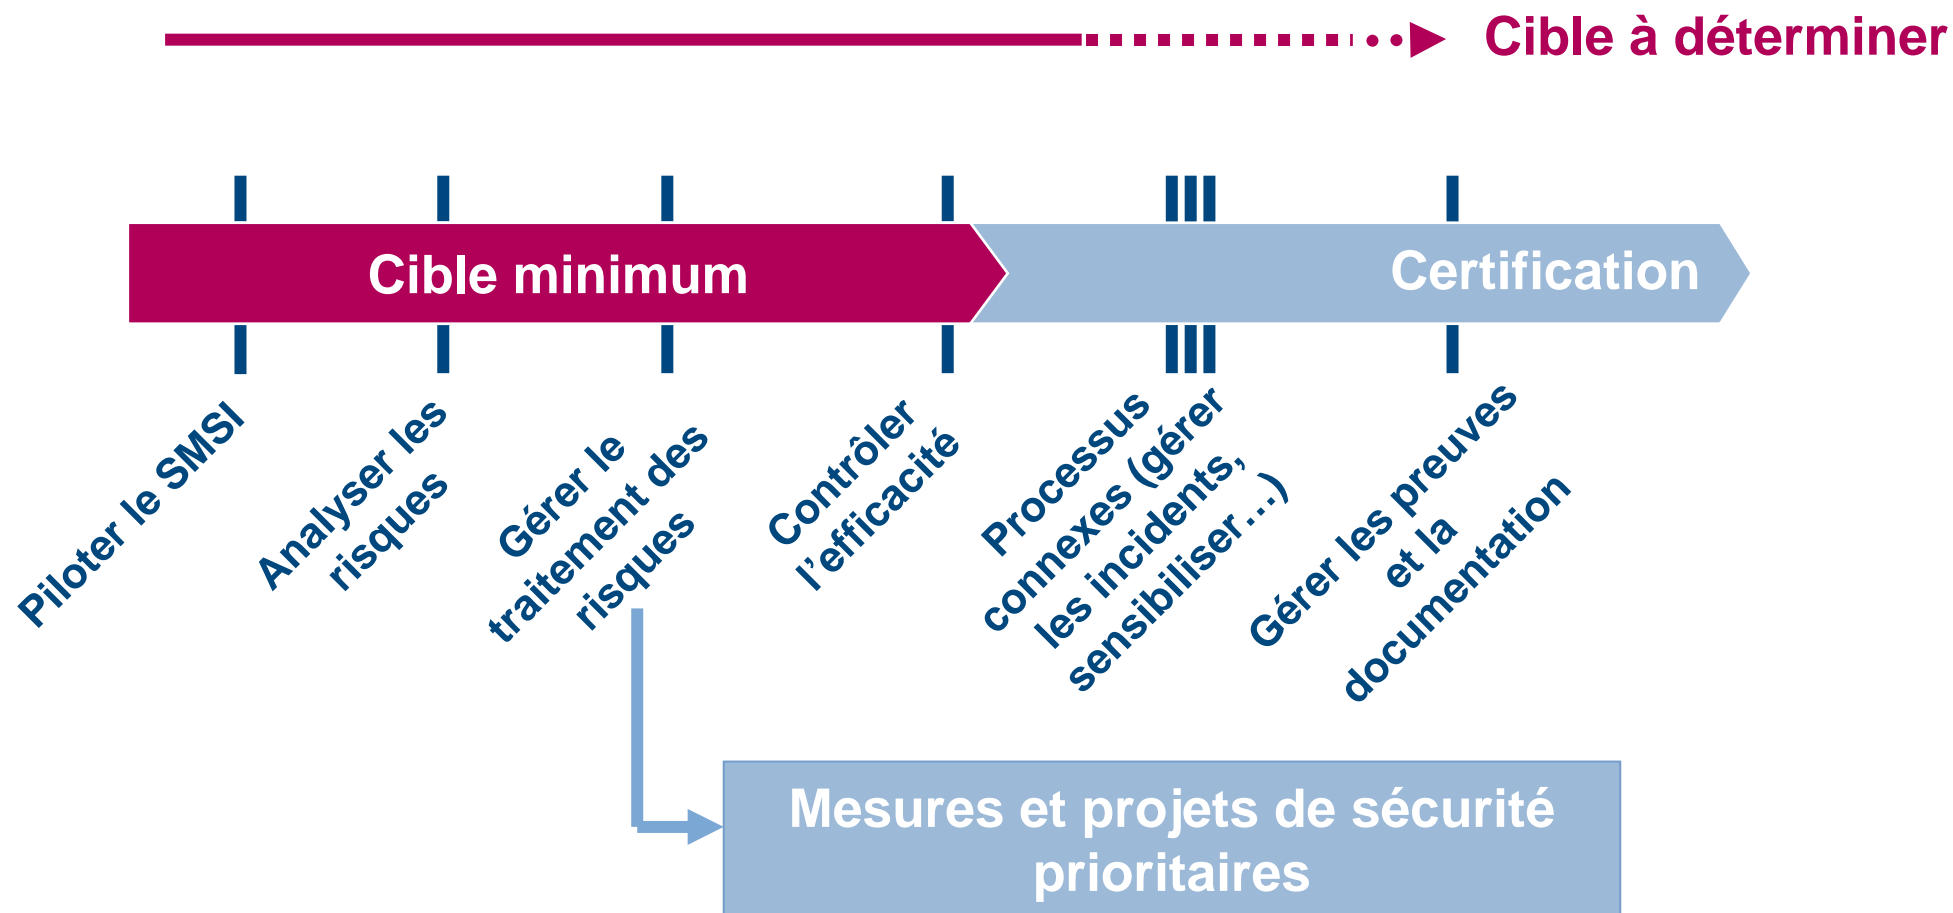 Cible à déterminer
Cible minimum
Certification
Piloter le SMSI
Analyser les
risques
Gérer le
traitement des
risques
Contrôler
l’efficacité
Processus
connexes (gérer
les incidents,
sensibiliser…)
Gérer les preuves
et la
documentation
Mesures et projets de sécurité
prioritaires